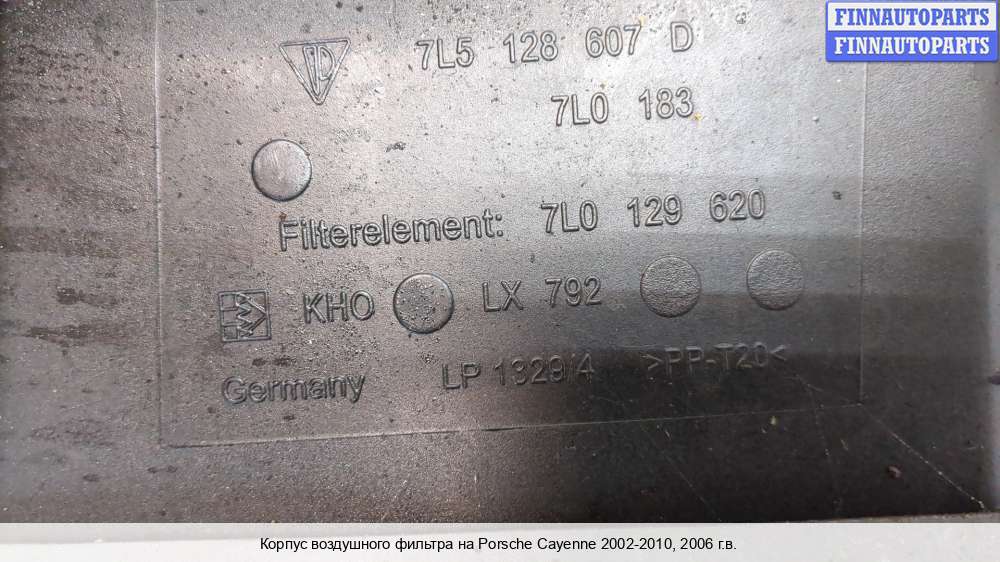 FINNAUTOPARTS
FINNAUTOPARTS
7L5 128 607 D
7L0 183
Filterelement: 7L0 129 620
KHO LX 792
Germany LP 1329/4 >PP-T20<
Корпус воздушного фильтра на Porsche Cayenne 2002-2010, 2006 г.в.